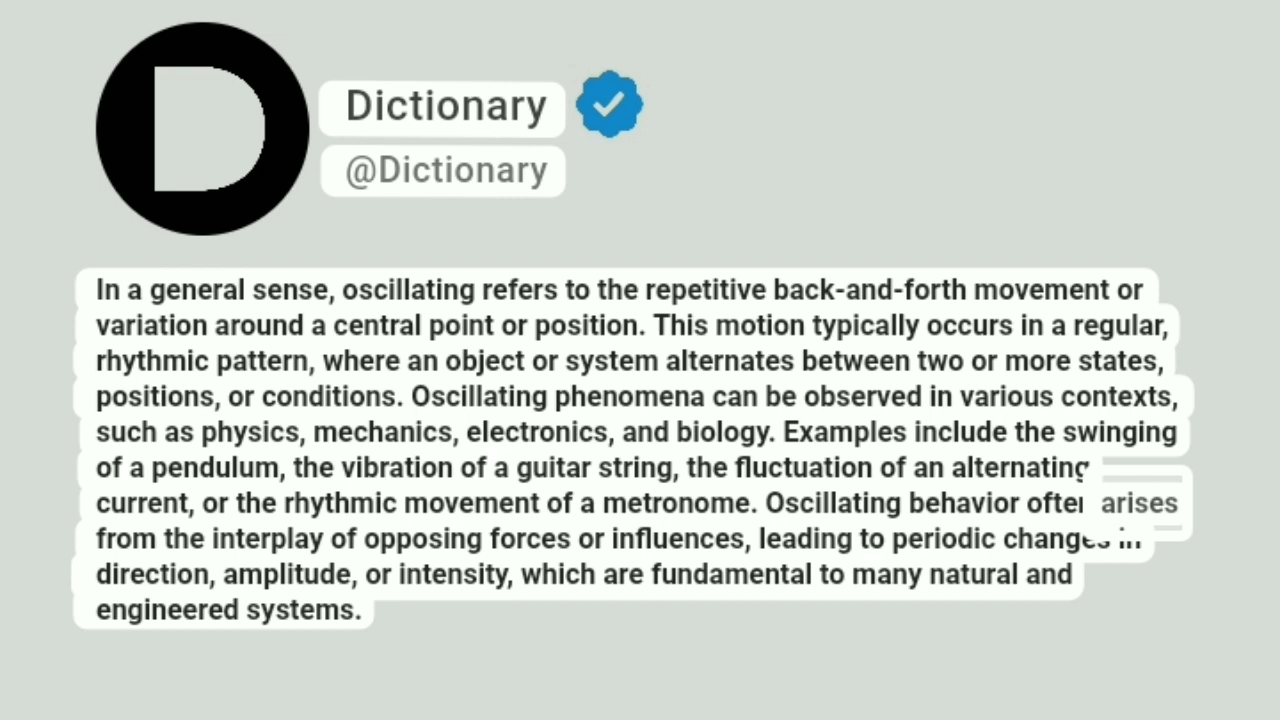 D
Dictionary
@Dictionary
In a general sense, oscillating refers to the repetitive back-and-forth movement or
variation around a central point or position. This motion typically occurs in a regular,
rhythmic pattern, where an object or system alternates between two or more states,
positions, or conditions. Oscillating phenomena can be observed in various contexts,
such as physics, mechanics, electronics, and biology. Examples include the swinging
of a pendulum, the vibration of a guitar string, the fluctuation of an alternating
current, or the rhythmic movement of a metronome. Oscillating behavior often arises
from the interplay of opposing forces or influences, leading to periodic changes in
direction, amplitude, or intensity, which are fundamental to many natural and
engineered systems.